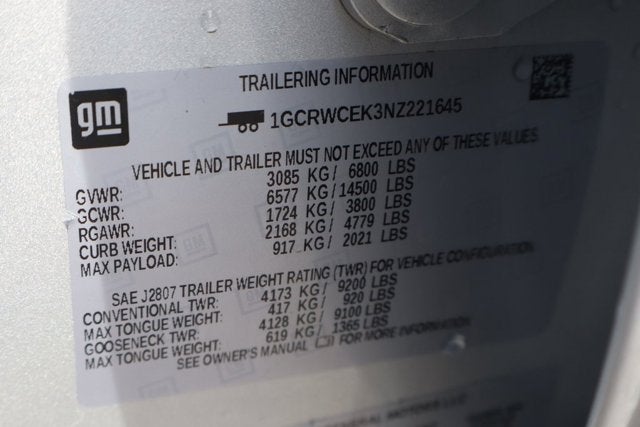 TRAILERING INFORMATION
gm
1GCRWCEK3NZ221645
VEHICLE AND TRAILER MUST NOT EXCEED ANY OF THESE VALUES
GVWR: 3085 KG/ 6800 LBS
GCWR: 6577 KG/14500 LBS
RGAWR: 1724 KG/ 3800 LBS
CURB WEIGHT: 2168 KG/ 4779 LBS
MAX PAYLOAD: 917 KG/ 2021 LBS
SAE J2807 TRAILER WEIGHT RATING (TWR) FOR VEHICLE CONFIGURATION
CONVENTIONAL TWR: 4173 KG/ 9200 LBS
MAX TONGUE WEIGHT: 417 KG/ 920 LBS
GOOSENECK TWR: 4128 KG/ 9100 LBS
MAX TONGUE WEIGHT: 619 KG/ 1365 LBS
SEE OWNER'S MANUAL FOR MORE INFORMATION
GENERAL MOTORS LLC